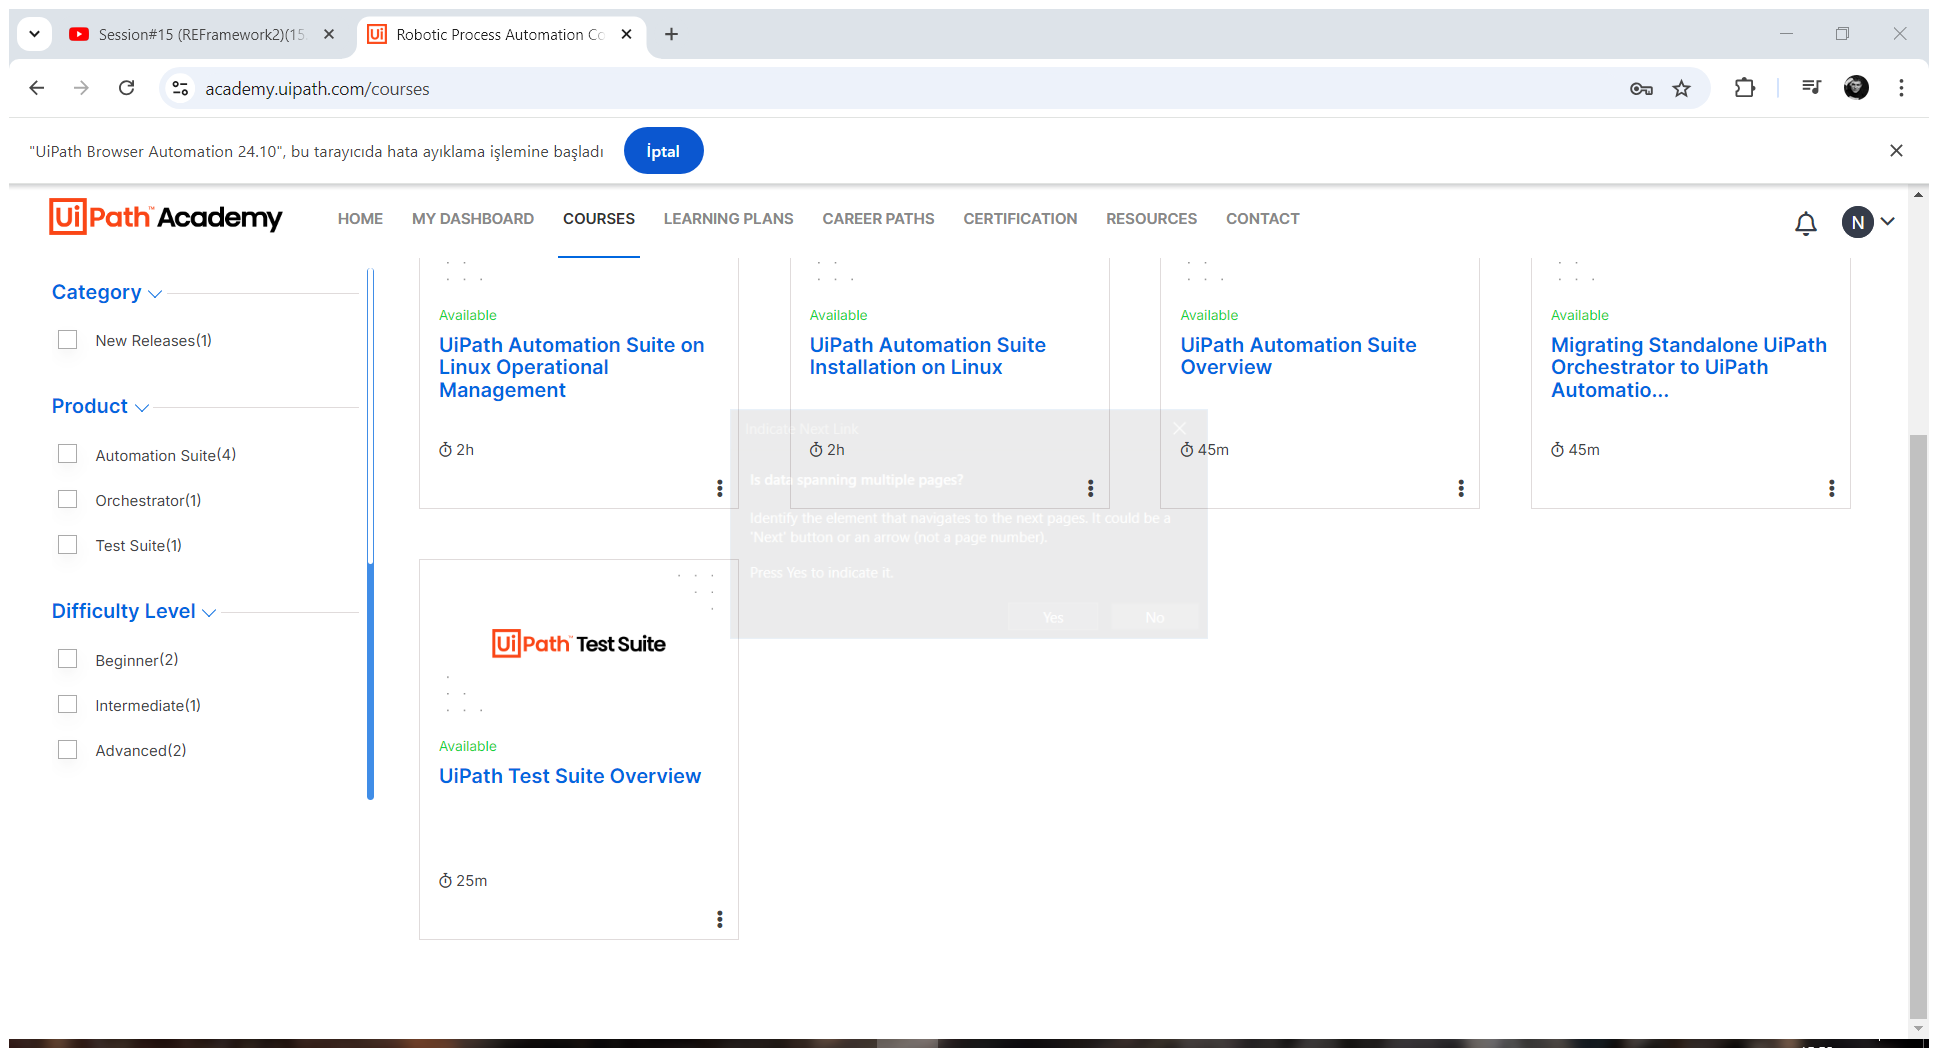 Session#15 (REFramework2)(15.
Robotic Process Automation Co
academy.uipath.com/courses
"UiPath Browser Automation 24.10", bu tarayıcıda hata ayıklama işlemine başladı
İptal
UiPath™ Academy
HOME
MY DASHBOARD
COURSES
LEARNING PLANS
CAREER PATHS
CERTIFICATION
RESOURCES
CONTACT
N
Category
New Releases(1)
Product
Automation Suite(4)
Orchestrator(1)
Test Suite(1)
Difficulty Level
Beginner(2)
Intermediate(1)
Advanced(2)
Available
UiPath Automation Suite on
Linux Operational
Management
2h
Available
UiPath Automation Suite
Installation on Linux
2h
Available
UiPath Automation Suite
Overview
45m
Available
Migrating Standalone UiPath
Orchestrator to UiPath
Automatio...
45m
Indicate Next Link
Is data spanning multiple pages?
Identify the element that navigates to the next pages. It could be a
'Next' button or an arrow (not a page number).
Press Yes to indicate it.
Yes
No
UiPath™ Test Suite
Available
UiPath Test Suite Overview
25m